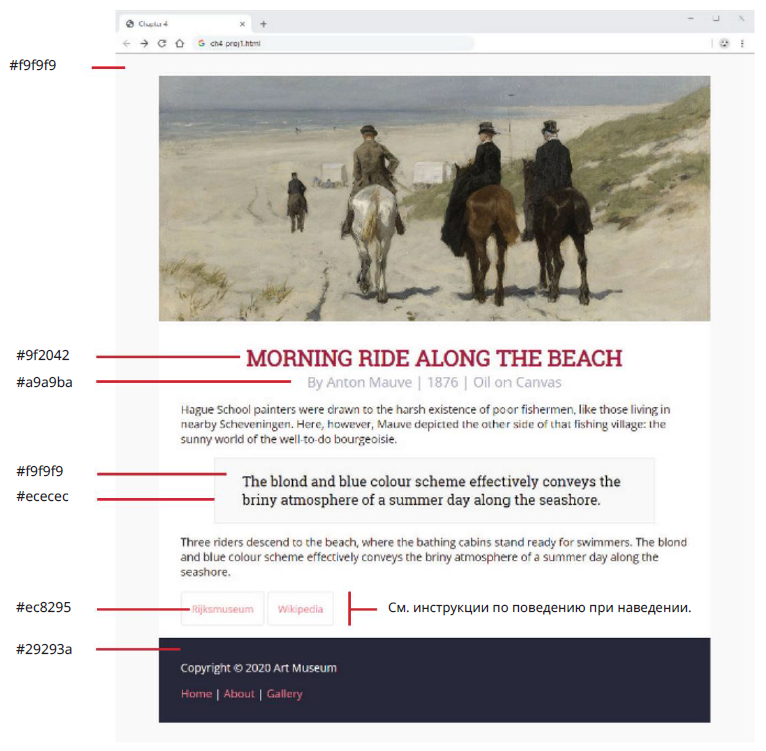 Chapter 4
ch4-proj1.html
#f9f9f9
#9f2042
MORNING RIDE ALONG THE BEACH
#a9a9ba
By Anton Mauve | 1876 | Oil on Canvas
Hague School painters were drawn to the harsh existence of poor fishermen, like those living in
nearby Scheveningen. Here, however, Mauve depicted the other side of that fishing village: the
sunny world of the well-to-do bourgeoisie.
#f9f9f9
#ececec
The blond and blue colour scheme effectively conveys the
briny atmosphere of a summer day along the seashore.
Three riders descend to the beach, where the bathing cabins stand ready for swimmers. The blond
and blue colour scheme effectively conveys the briny atmosphere of a summer day along the
seashore.
#ec8295
Rijksmuseum
Wikipedia
См. инструкции по поведению при наведении.
#29293a
Copyright © 2020 Art Museum
Home | About | Gallery